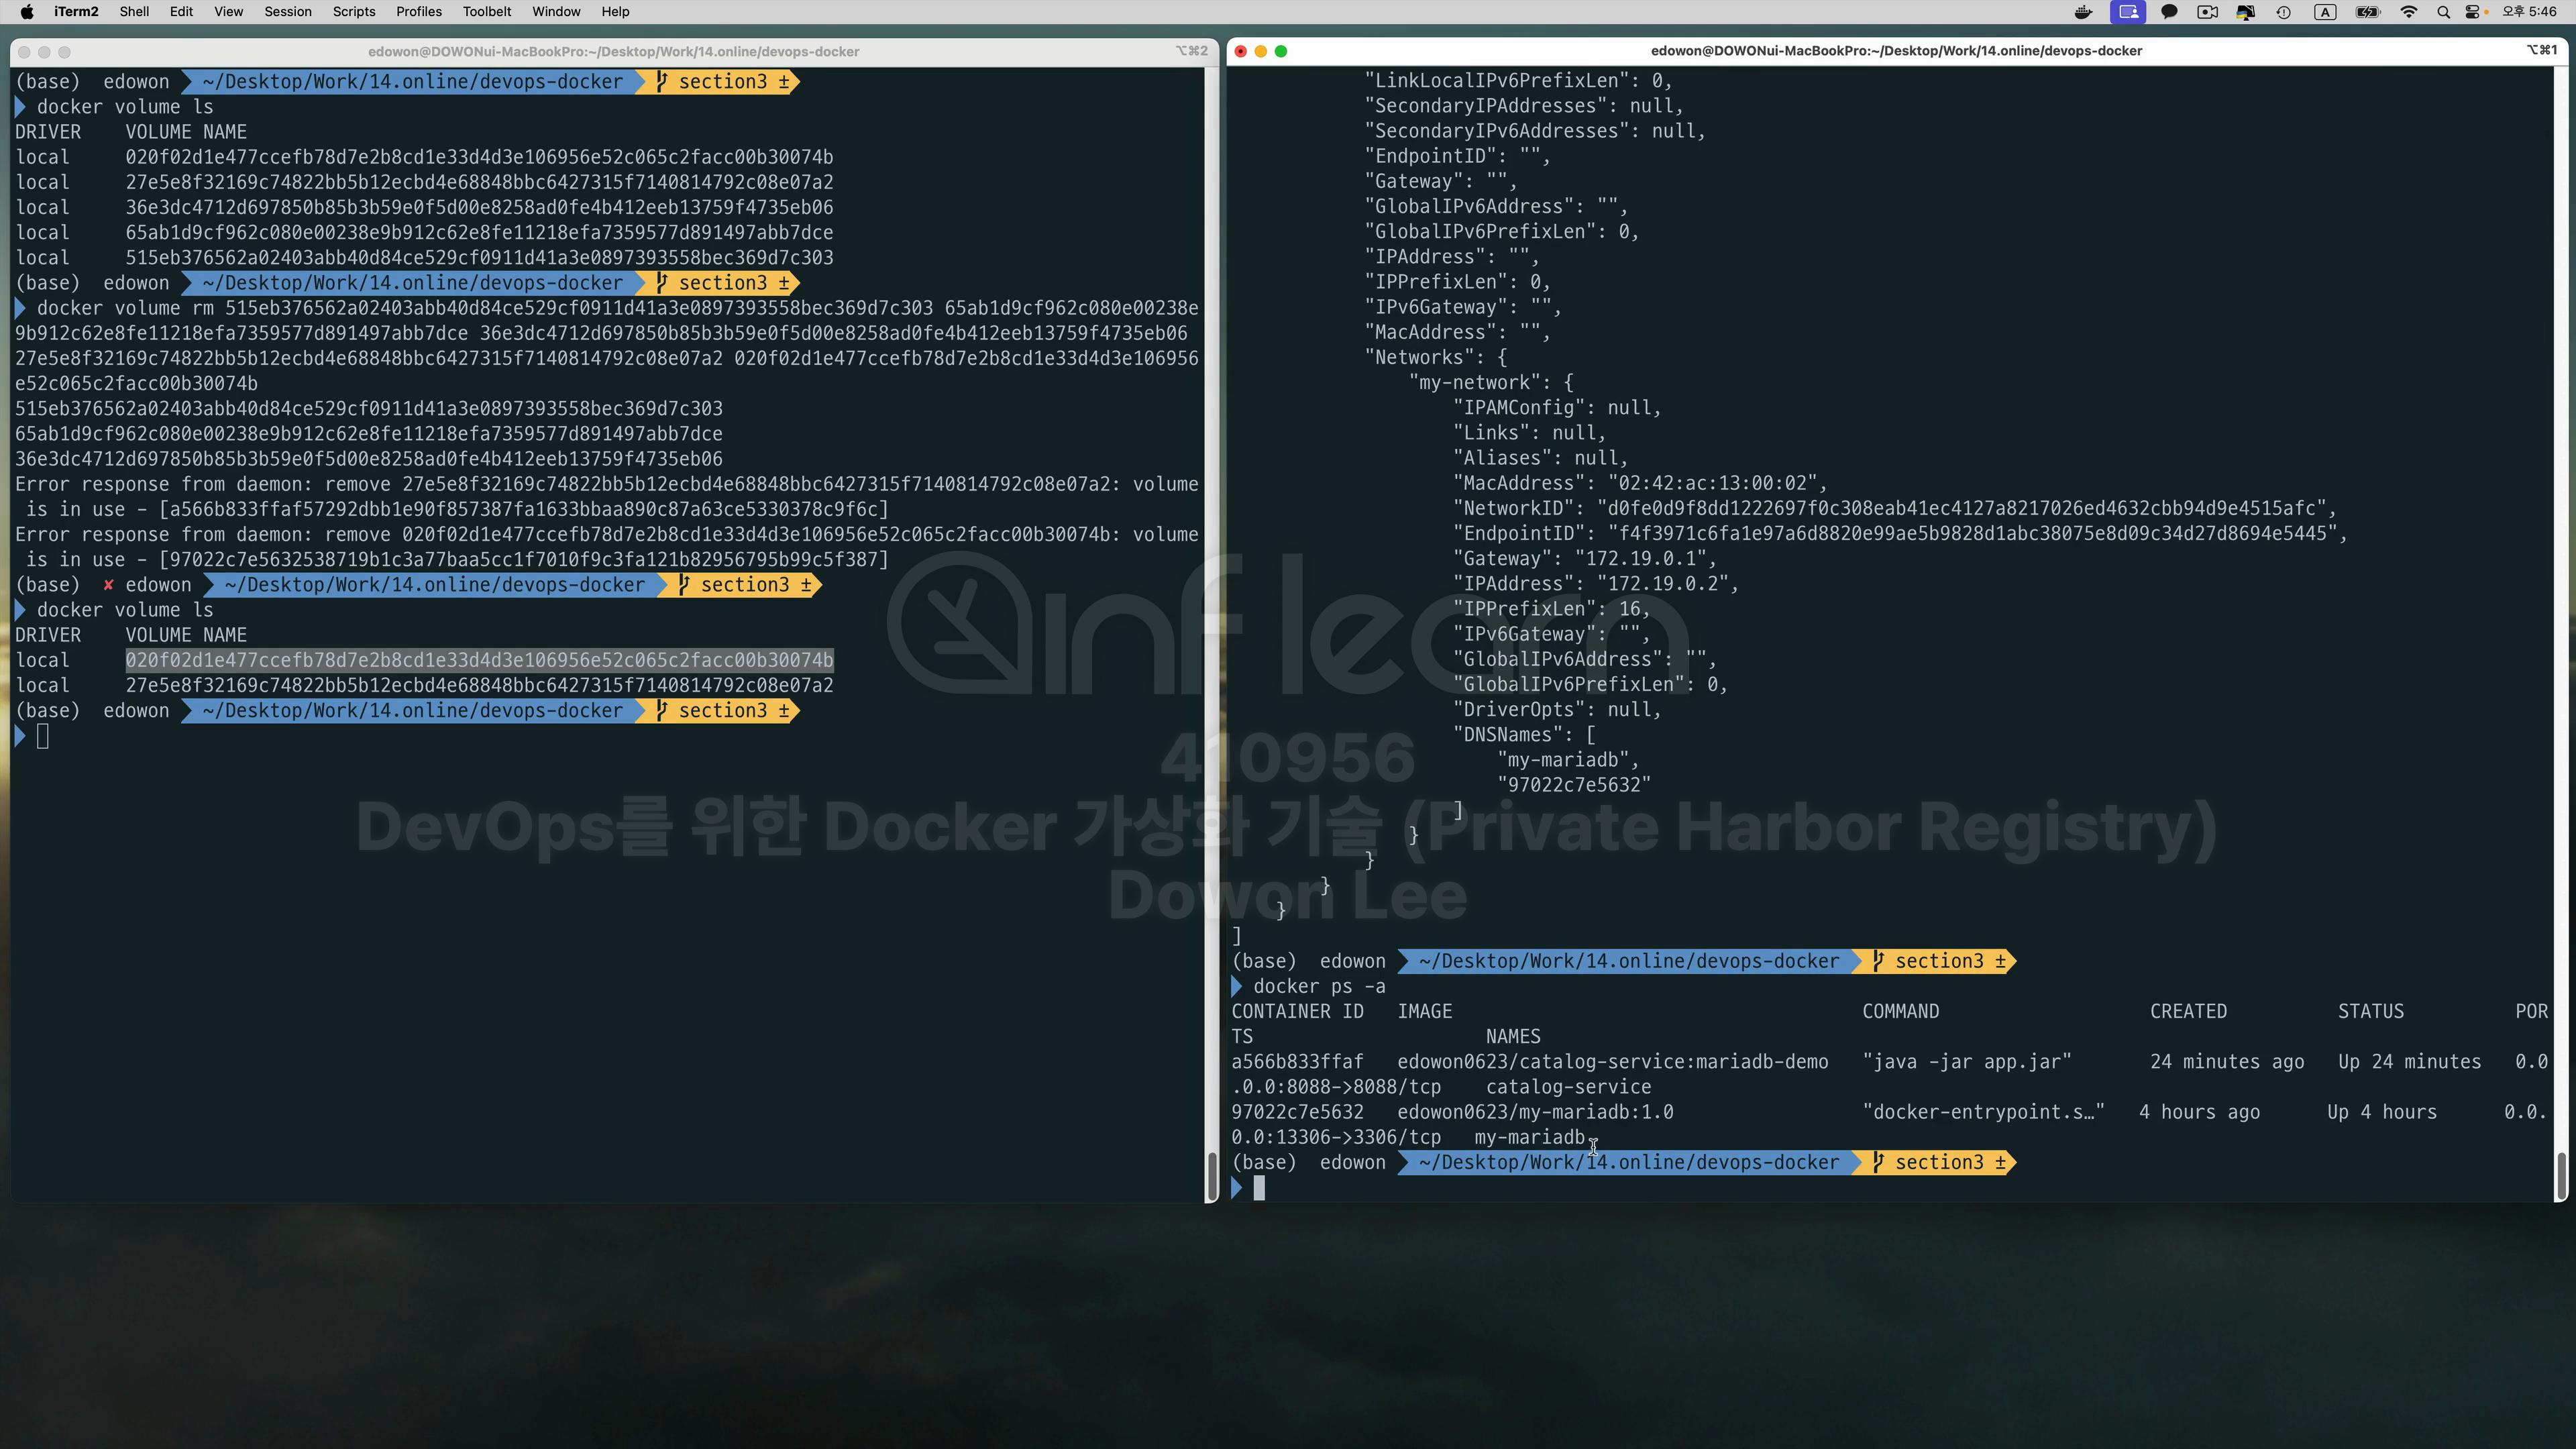 iTerm2 Shell Edit View Session Scripts Profiles Toolbelt Window Help
A 오후 5:46
edowon@DOWONui-MacBookPro:~/Desktop/Work/14.online/devops-docker ⌥⌘2
(base) edowon ~/Desktop/Work/14.online/devops-docker section3 ±
docker volume ls
DRIVER VOLUME NAME
local 020f02d1e477ccefb78d7e2b8cd1e33d4d3e106956e52c065c2facc00b30074b
local 27e5e8f32169c74822bb5b12ecbd4e68848bbc6427315f7140814792c08e07a2
local 36e3dc4712d697850b85b3b59e0f5d00e8258ad0fe4b412eeb13759f4735eb06
local 65ab1d9cf962c080e00238e9b912c62e8fe11218efa7359577d891497abb7dce
local 515eb376562a02403abb40d84ce529cf0911d41a3e0897393558bec369d7c303
(base) edowon ~/Desktop/Work/14.online/devops-docker section3 ±
docker volume rm 515eb376562a02403abb40d84ce529cf0911d41a3e0897393558bec369d7c303 65ab1d9cf962c080e00238e
9b912c62e8fe11218efa7359577d891497abb7dce 36e3dc4712d697850b85b3b59e0f5d00e8258ad0fe4b412eeb13759f4735eb06
27e5e8f32169c74822bb5b12ecbd4e68848bbc6427315f7140814792c08e07a2 020f02d1e477ccefb78d7e2b8cd1e33d4d3e106956
e52c065c2facc00b30074b
515eb376562a02403abb40d84ce529cf0911d41a3e0897393558bec369d7c303
65ab1d9cf962c080e00238e9b912c62e8fe11218efa7359577d891497abb7dce
36e3dc4712d697850b85b3b59e0f5d00e8258ad0fe4b412eeb13759f4735eb06
Error response from daemon: remove 27e5e8f32169c74822bb5b12ecbd4e68848bbc6427315f7140814792c08e07a2: volume
is in use - [a566b833ffaf57292dbb1e90f857387fa1633bbaa890c87a63ce5330378c9f6c]
Error response from daemon: remove 020f02d1e477ccefb78d7e2b8cd1e33d4d3e106956e52c065c2facc00b30074b: volume
is in use - [97022c7e5632538719b1c3a77baa5cc1f7010f9c3fa121b82956795b99c5f387]
(base) ✘ edowon ~/Desktop/Work/14.online/devops-docker section3 ±
docker volume ls
DRIVER VOLUME NAME
local 020f02d1e477ccefb78d7e2b8cd1e33d4d3e106956e52c065c2facc00b30074b
local 27e5e8f32169c74822bb5b12ecbd4e68848bbc6427315f7140814792c08e07a2
(base) edowon ~/Desktop/Work/14.online/devops-docker section3 ±
edowon@DOWONui-MacBookPro:~/Desktop/Work/14.online/devops-docker ⌥⌘1
"LinkLocalIPv6PrefixLen": 0,
"SecondaryIPAddresses": null,
"SecondaryIPv6Addresses": null,
"EndpointID": "",
"Gateway": "",
"GlobalIPv6Address": "",
"GlobalIPv6PrefixLen": 0,
"IPAddress": "",
"IPPrefixLen": 0,
"IPv6Gateway": "",
"MacAddress": "",
"Networks": {
"my-network": {
"IPAMConfig": null,
"Links": null,
"Aliases": null,
"MacAddress": "02:42:ac:13:00:02",
"NetworkID": "d0fe0d9f8dd1222697f0c308eab41ec4127a8217026ed4632cbb94d9e4515afc",
"EndpointID": "f4f3971c6fa1e97a6d8820e99ae5b9828d1abc38075e8d09c34d27d8694e5445",
"Gateway": "172.19.0.1",
"IPAddress": "172.19.0.2",
"IPPrefixLen": 16,
"IPv6Gateway": "",
"GlobalIPv6Address": "",
"GlobalIPv6PrefixLen": 0,
"DriverOpts": null,
"DNSNames": [
"my-mariadb",
"97022c7e5632"
]
}
}
}
}
]
(base) edowon ~/Desktop/Work/14.online/devops-docker section3 ±
docker ps -a
CONTAINER ID IMAGE COMMAND CREATED STATUS POR
TS NAMES
a566b833ffaf edowon0623/catalog-service:mariadb-demo "java -jar app.jar" 24 minutes ago Up 24 minutes 0.0
.0.0:8088->8088/tcp catalog-service
97022c7e5632 edowon0623/my-mariadb:1.0 "docker-entrypoint.s…" 4 hours ago Up 4 hours 0.0.
0.0:13306->3306/tcp my-mariadb
(base) edowon ~/Desktop/Work/14.online/devops-docker section3 ±
inflearn
410956
DevOps를 위한 Docker 가상화 기술 (Private Harbor Registry)
Dowon Lee